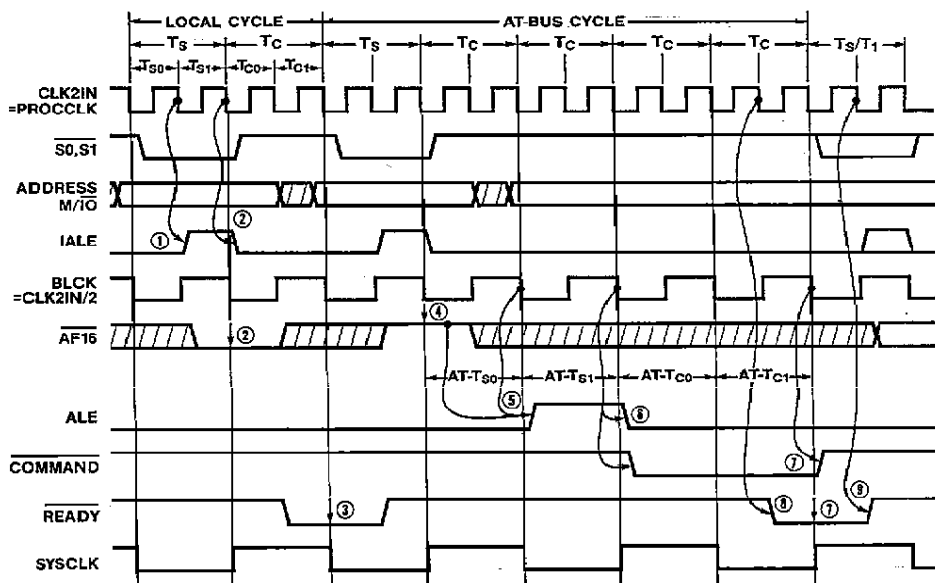 LOCAL CYCLE AT-BUS CYCLE
TS TC TS TC TC TC TC TS/T1
TS0 TS1 TC0 TC1
CLK2IN
=PROCCLK
S0,S1
ADDRESS
M/IO
②
① IALE
BLCK
=CLK2IN/2
④
AF16 ②
AT-TS0 AT-TS1 AT-TC0 AT-TC1
ALE ⑤ ⑥
COMMAND ⑦
READY ③ ⑧ ⑦ ⑨
SYSCLK